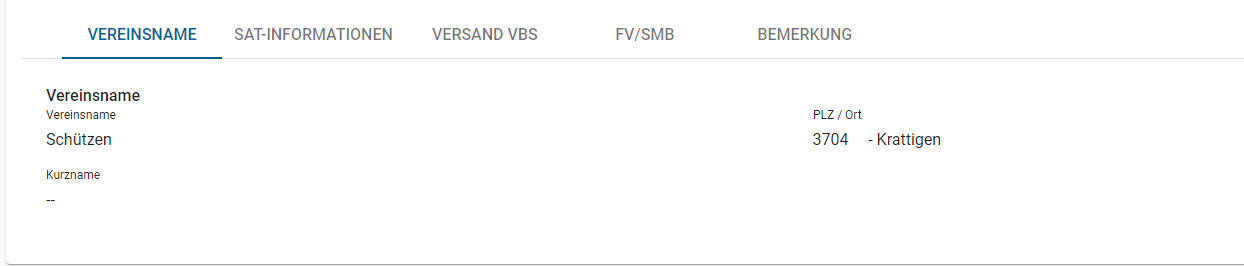 VEREINSNAME SAT-INFORMATIONEN VERSAND VBS FV/SMB BEMERKUNG
Vereinsname
Vereinsname PLZ / Ort
Schützen 3704 - Krattigen
Kurzname
--